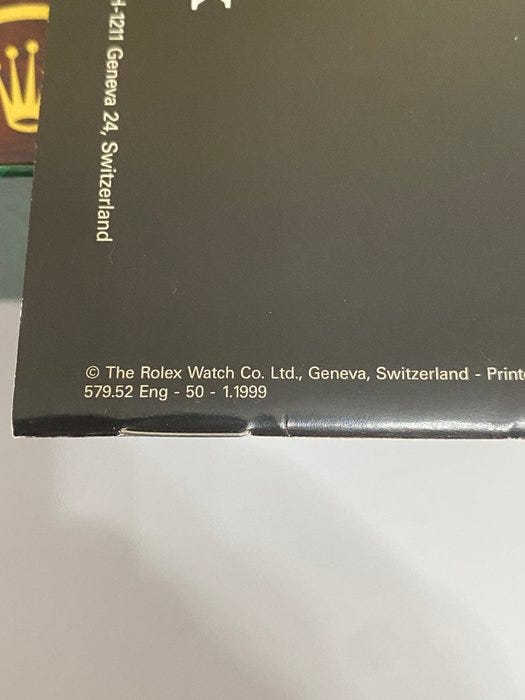 H-1211 Geneva 24, Switzerland
© The Rolex Watch Co. Ltd., Geneva, Switzerland - Printe
579.52 Eng - 50 - 1.1999